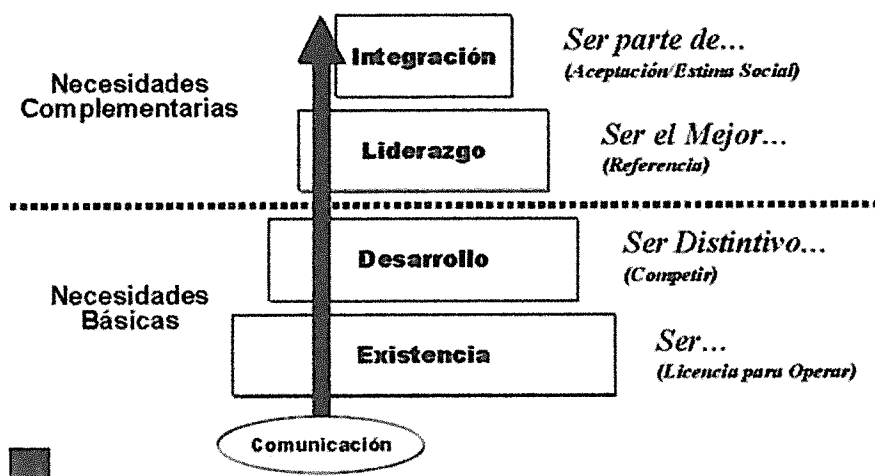 Integración
Ser parte de...
(Aceptación/Estima Social)
Necesidades
Complementarias
Liderazgo
Ser el Mejor...
(Referencia)
Desarrollo
Ser Distintivo...
(Competir)
Necesidades
Básicas
Existencia
Ser...
(Licencia para Operar)
Comunicación